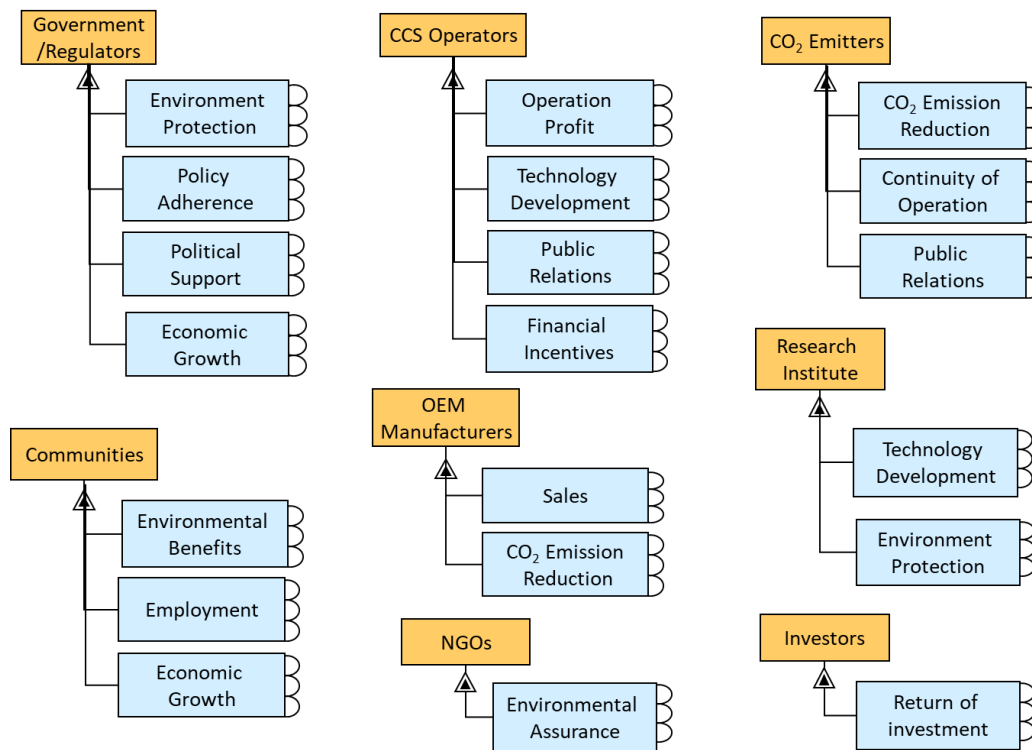 Government
/Regulators
Environment
Protection
Policy
Adherence
Political
Support
Economic
Growth
CCS Operators
Operation
Profit
Technology
Development
Public
Relations
Financial
Incentives
CO₂ Emitters
CO₂ Emission
Reduction
Continuity of
Operation
Public
Relations
Communities
Environmental
Benefits
Employment
Economic
Growth
OEM
Manufacturers
Sales
CO₂ Emission
Reduction
Research
Institute
Technology
Development
Environment
Protection
NGOs
Environmental
Assurance
Investors
Return of
investment